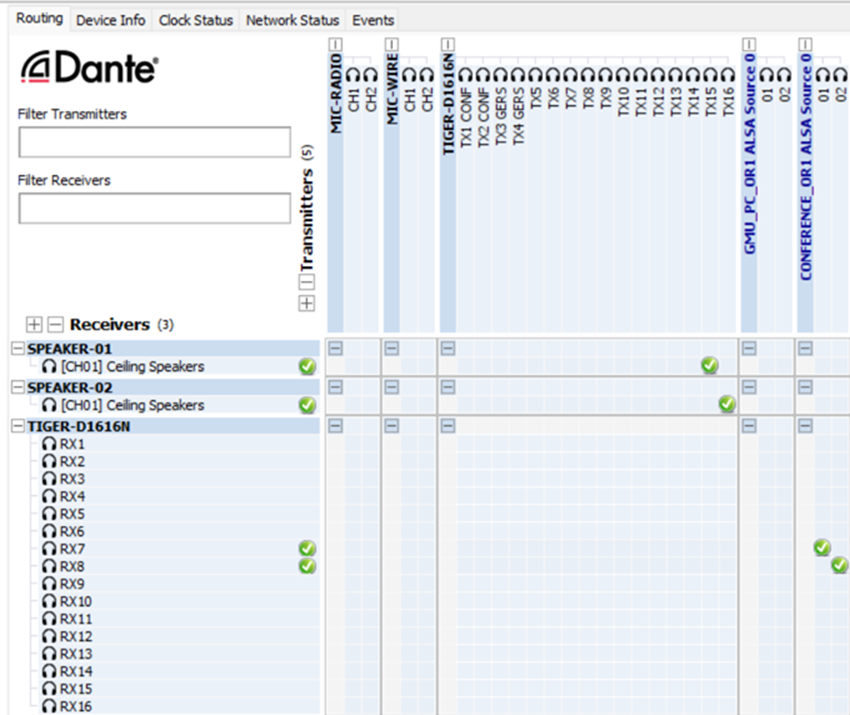 Routing Device Info Clock Status Network Status Events
Dante
Filter Transmitters
Filter Receivers
Transmitters (5)
MIC-RADIO
CH1
CH2
MIC-WIRE
CH1
CH2
TIGER-D1616N
TX1 CONF
TX2 CONF
TX3 GERS
TX4 GERS
TX5
TX6
TX7
TX8
TX9
TX10
TX11
TX12
TX13
TX14
TX15
TX16
GMU_PC_OR1 ALSA Source 0
01
02
CONFERENCE_OR1 ALSA Source 0
01
02
Receivers (3)
SPEAKER-01
[CH01] Ceiling Speakers
SPEAKER-02
[CH01] Ceiling Speakers
TIGER-D1616N
RX1
RX2
RX3
RX4
RX5
RX6
RX7
RX8
RX9
RX10
RX11
RX12
RX13
RX14
RX15
RX16